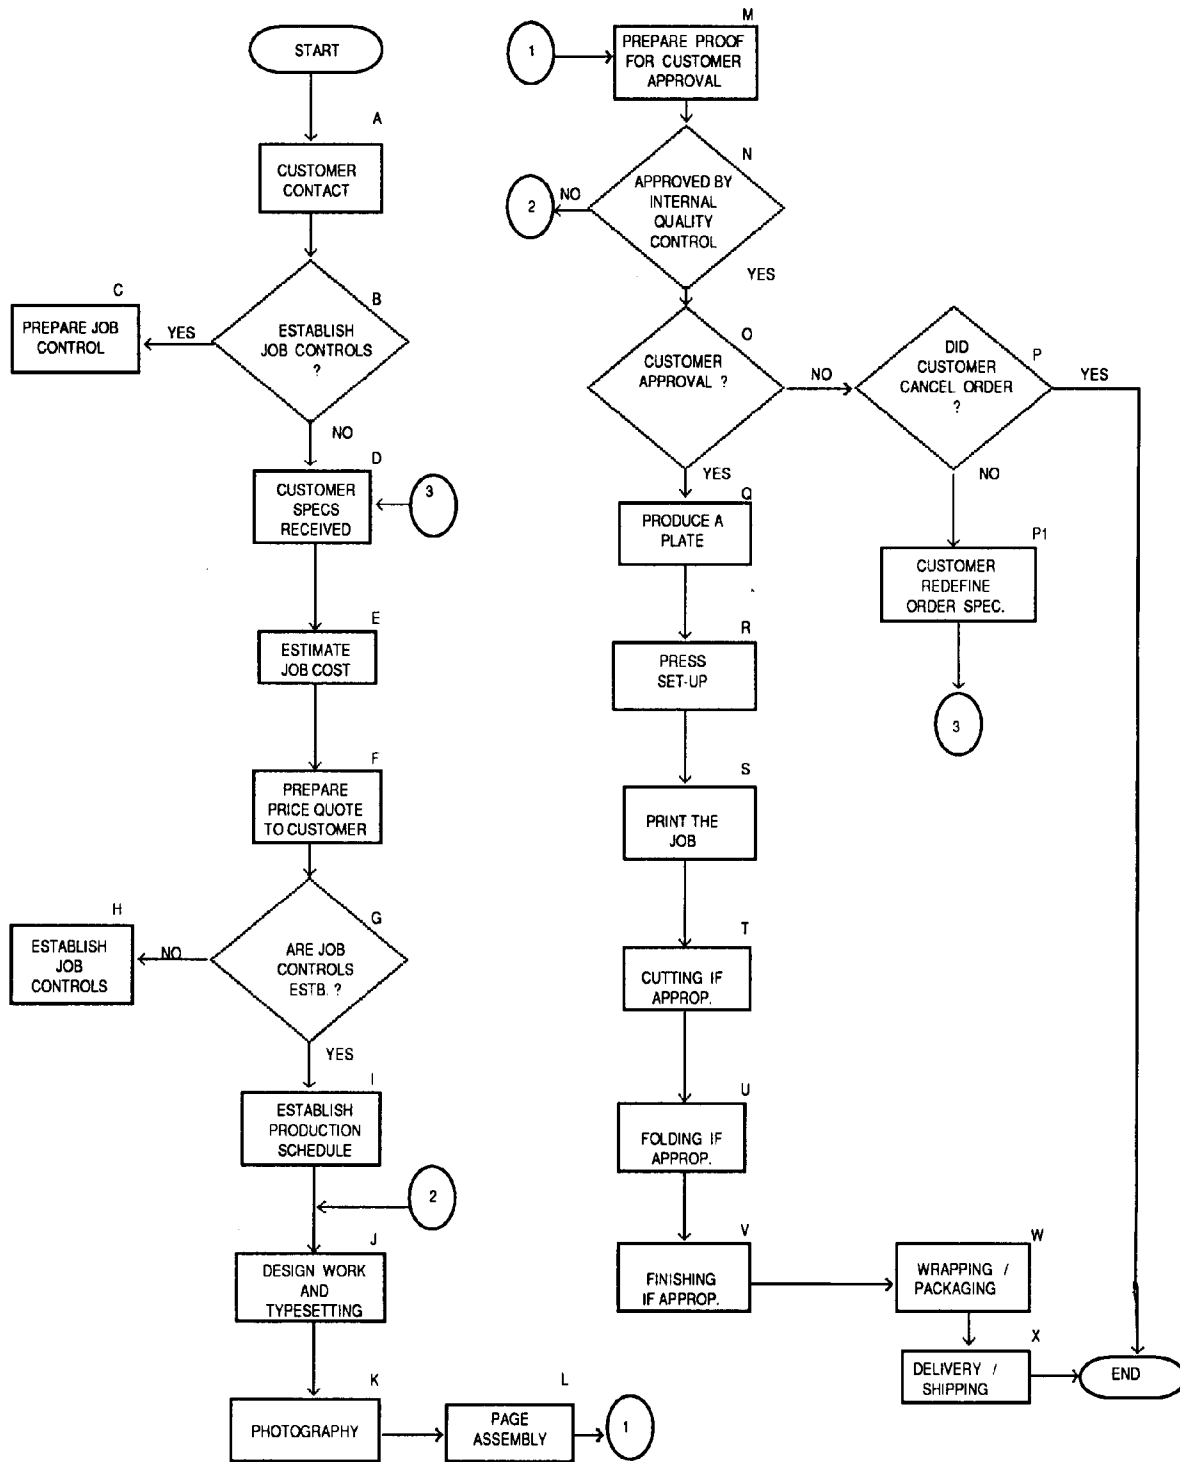 START
A
CUSTOMER
CONTACT
B
ESTABLISH
JOB CONTROLS
?
YES
C
PREPARE JOB
CONTROL
NO
D
CUSTOMER
SPECS
RECEIVED
3
E
ESTIMATE
JOB COST
F
PREPARE
PRICE QUOTE
TO CUSTOMER
G
ARE JOB
CONTROLS
ESTB. ?
NO
H
ESTABLISH
JOB
CONTROLS
YES
I
ESTABLISH
PRODUCTION
SCHEDULE
2
J
DESIGN WORK
AND
TYPESETTING
K
PHOTOGRAPHY
L
PAGE
ASSEMBLY
1
1
M
PREPARE PROOF
FOR CUSTOMER
APPROVAL
N
APPROVED BY
INTERNAL
QUALITY
CONTROL
NO
2
YES
O
CUSTOMER
APPROVAL ?
NO
P
DID
CUSTOMER
CANCEL ORDER
?
YES
NO
P1
CUSTOMER
REDEFINE
ORDER SPEC.
3
YES
Q
PRODUCE A
PLATE
R
PRESS
SET-UP
S
PRINT THE
JOB
T
CUTTING IF
APPROP.
U
FOLDING IF
APPROP.
V
FINISHING
IF APPROP.
W
WRAPPING /
PACKAGING
X
DELIVERY /
SHIPPING
END